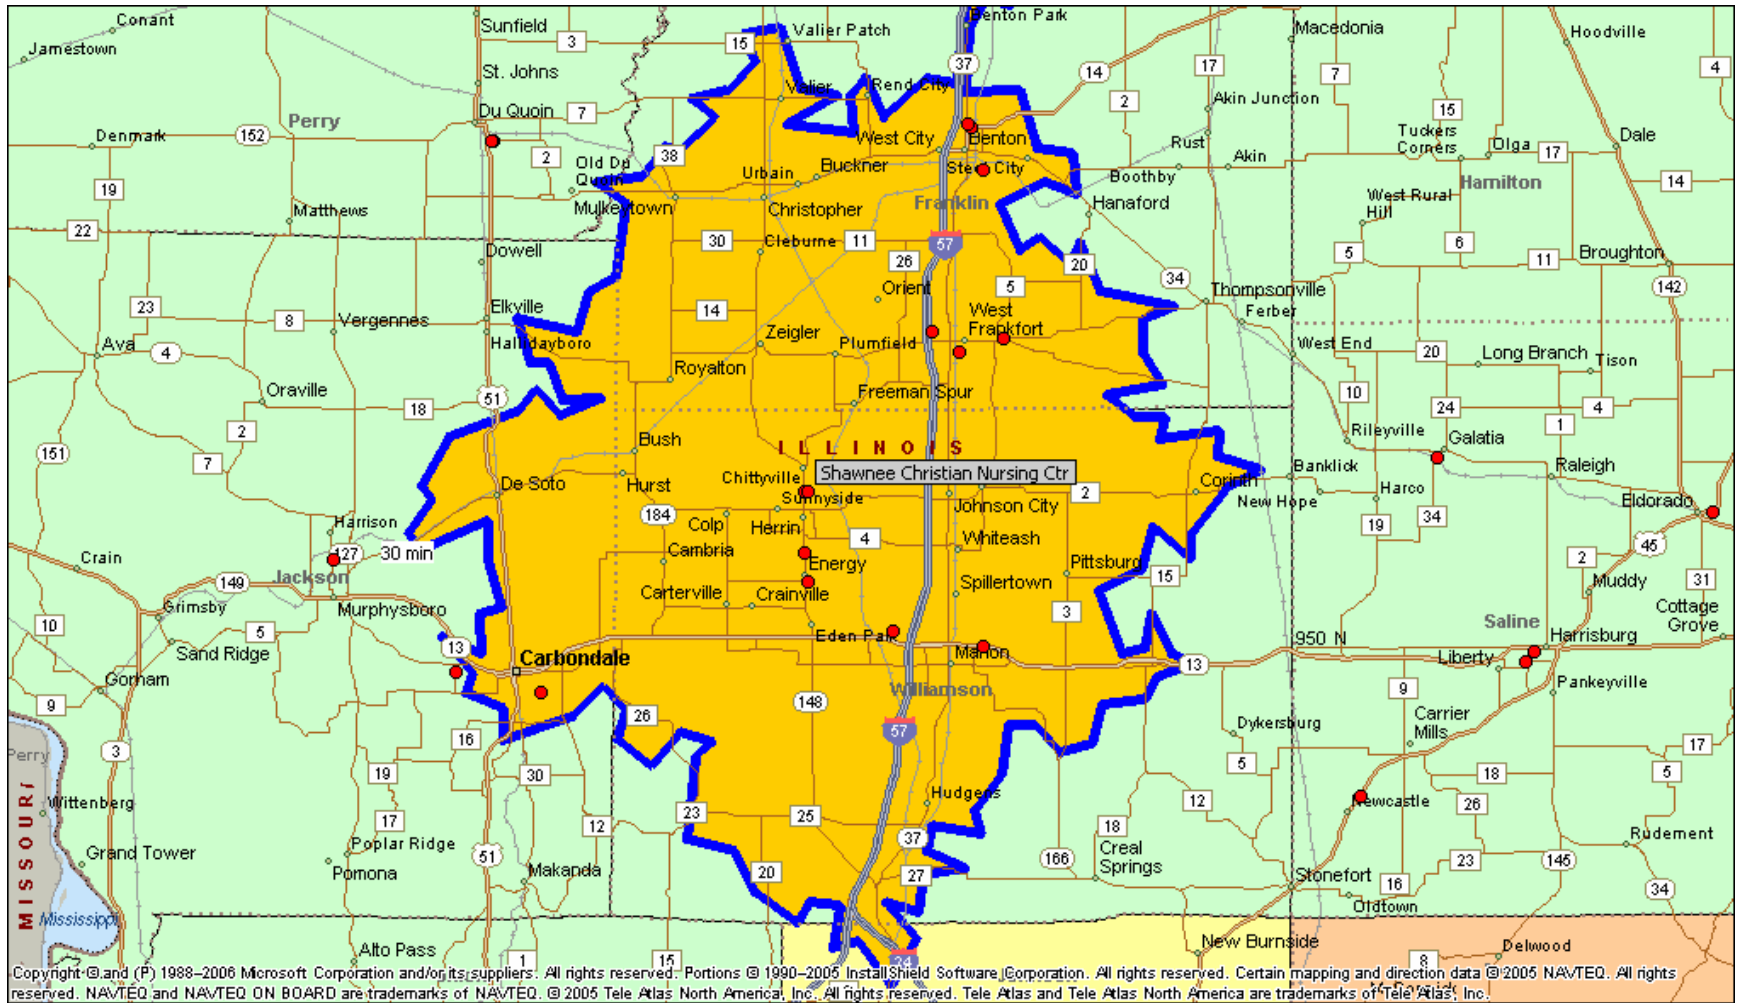 Conant
Sunfield
3
15
Valier Patch
Benton Park
Macedonia
Hoodville
Jamestown
St. Johns
37
14
17
7
4
Valier
Rend City
2
Akin Junction
15
Du Quoin
7
Perry
Denmark
152
2
38
West City
Benton
Rust
Tuckers
Corners
Olga
17
Dale
Old Du
Quoin
Urbain
Buckner
Akin
Boothby
Hamilton
14
19
Matthews
Mulkeytown
Christopher
Franklin
Hanaford
West Rural
Hill
22
30
Cleburne
11
57
26
20
5
6
11
Broughton
Dowell
34
142
23
8
Vergennes
Elkville
14
Orient
5
Thompsonville
Ferber
Hallidayboro
Zeigler
Plumfield
West
Frankfort
Ava
4
West End
20
Long Branch
Tison
Royalton
Oraville
18
51
Freeman Spur
10
24
4
2
Bush
ILLINOIS
Rileyville
Galatia
1
151
7
Chittyville
Shawnee Christian Nursing Ctr
Banklick
Raleigh
De Soto
Hurst
Sunnyside
2
Corinth
New Hope
Harco
Eldorado
184
Colp
Herrin
Johnson City
19
34
Harrison
127
30 min
Cambria
4
Whiteash
45
Crain
Energy
Pittsburg
2
Jackson
149
Carterville
Crainville
Spillertown
15
Muddy
31
Grimsby
Murphysboro
3
Cottage
Grove
10
5
Sand Ridge
13
Eden Park
Marion
950 N
Saline
Harrisburg
Carbondale
13
Liberty
Gorham
Williamson
9
Pankeyville
9
148
26
Dykersburg
Carrier
Mills
3
16
57
17
Perry
19
30
5
18
5
Wittenberg
Hudgens
12
Newcastle
26
MISSOURI
17
12
23
25
37
18
Rudement
Grand Tower
Poplar Ridge
51
Creal
Springs
166
23
145
Pomona
Makanda
20
27
Stonefort
16
34
Oldtown
Mississippi
Alto Pass
New Burnside
Delwood
1
15
24
8
Copyright © and (P) 1988–2006 Microsoft Corporation and/or its suppliers. All rights reserved. Portions © 1990–2005 InstallShield Software Corporation. All rights reserved. Certain mapping and direction data © 2005 NAVTEQ. All rights
reserved. NAVTEQ and NAVTEQ ON BOARD are trademarks of NAVTEQ. © 2005 Tele Atlas North America, Inc. All rights reserved. Tele Atlas and Tele Atlas North America are trademarks of Tele Atlas, Inc.